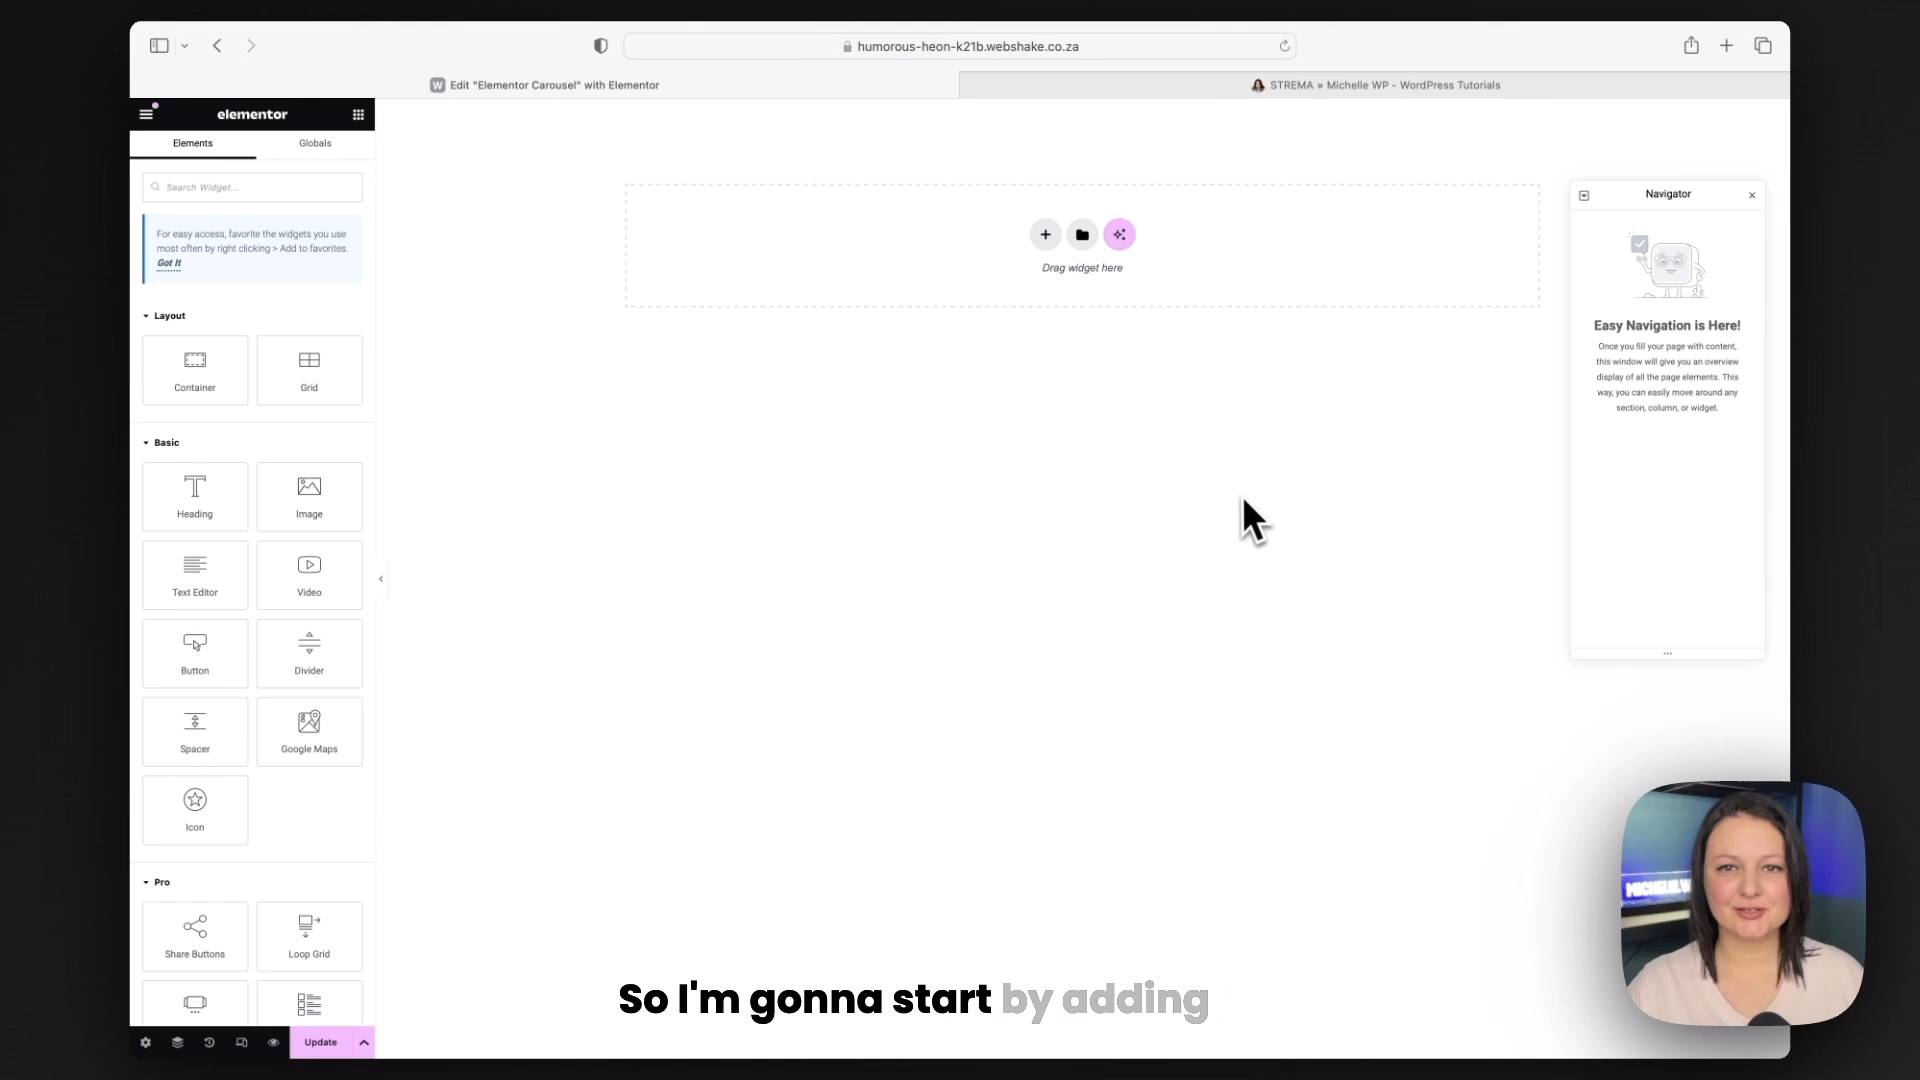 humorous-heon-k21b.webshake.co.za
Edit "Elementor Carousel" with Elementor
STREMA » Michelle WP - WordPress Tutorials
elementor
Elements
Globals
Search Widget...
For easy access, favorite the widgets you use
most often by right clicking > Add to favorites.
Got It
Layout
Container
Grid
Basic
Heading
Image
Text Editor
Video
Button
Divider
Spacer
Google Maps
Icon
Pro
Share Buttons
Loop Grid
Update
Drag widget here
Navigator
Easy Navigation is Here!
Once you fill your page with content,
this window will give you an overview
display of all the page elements. This
way, you can easily move around any
section, column, or widget.
So I'm gonna start by adding